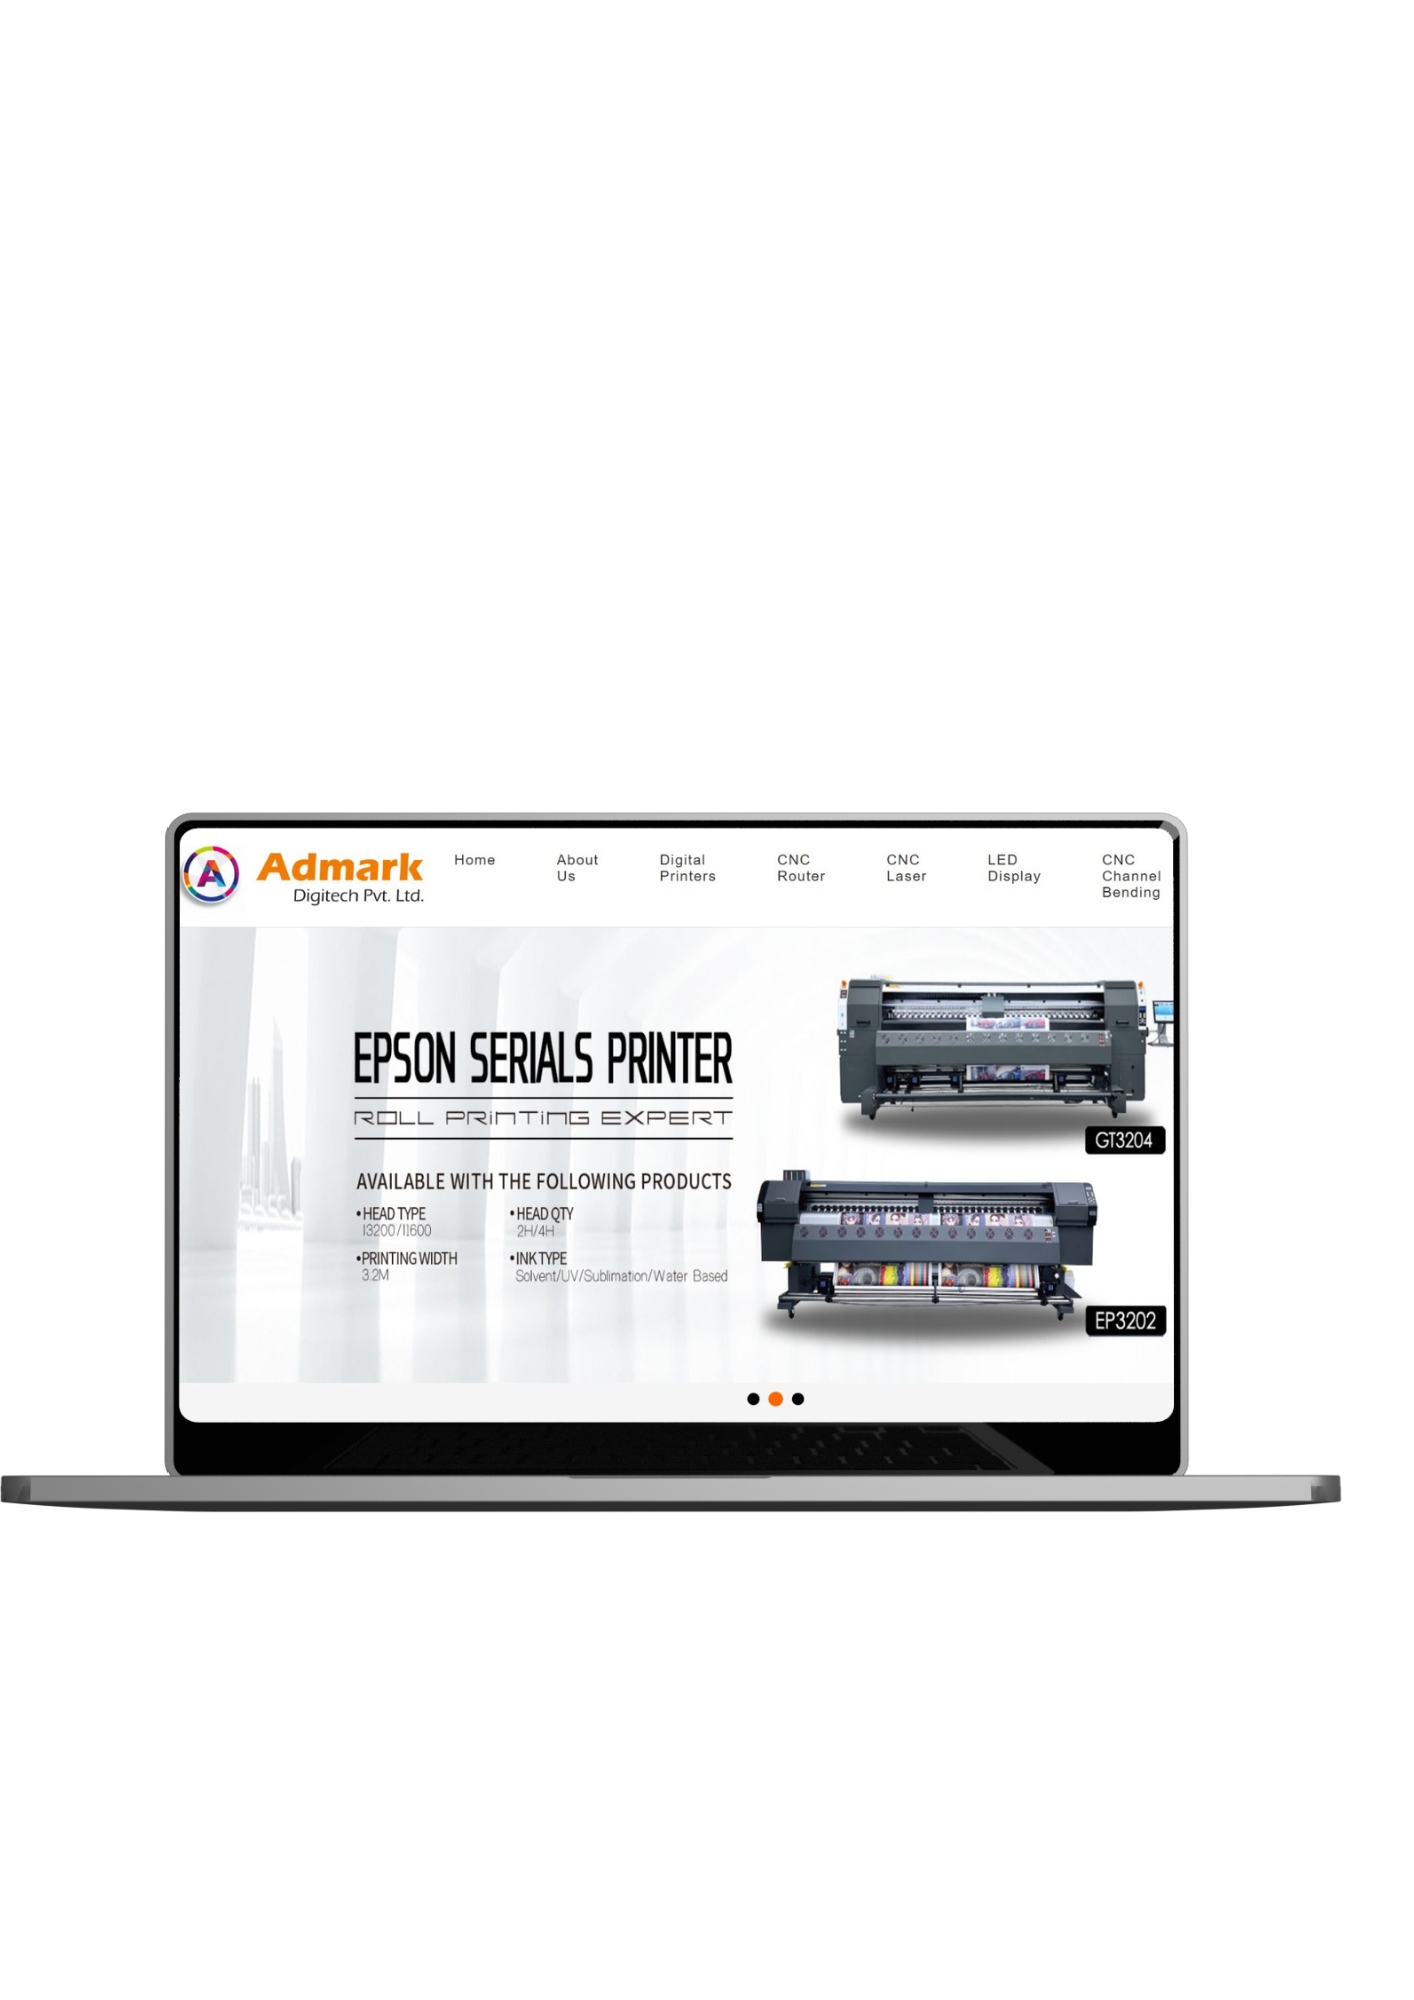 A
Admark
Digitech Pvt. Ltd.
Home
About
Us
Digital
Printers
CNC
Router
CNC
Laser
LED
Display
CNC
Channel
Bending
EPSON SERIALS PRINTER
ROLL PRINTING EXPERT
AVAILABLE WITH THE FOLLOWING PRODUCTS
•HEAD TYPE
I3200/I1600
•HEAD QTY
2H/4H
•PRINTING WIDTH
3.2M
•INK TYPE
Solvent/UV/Sublimation/Water Based
GT3204
EP3202